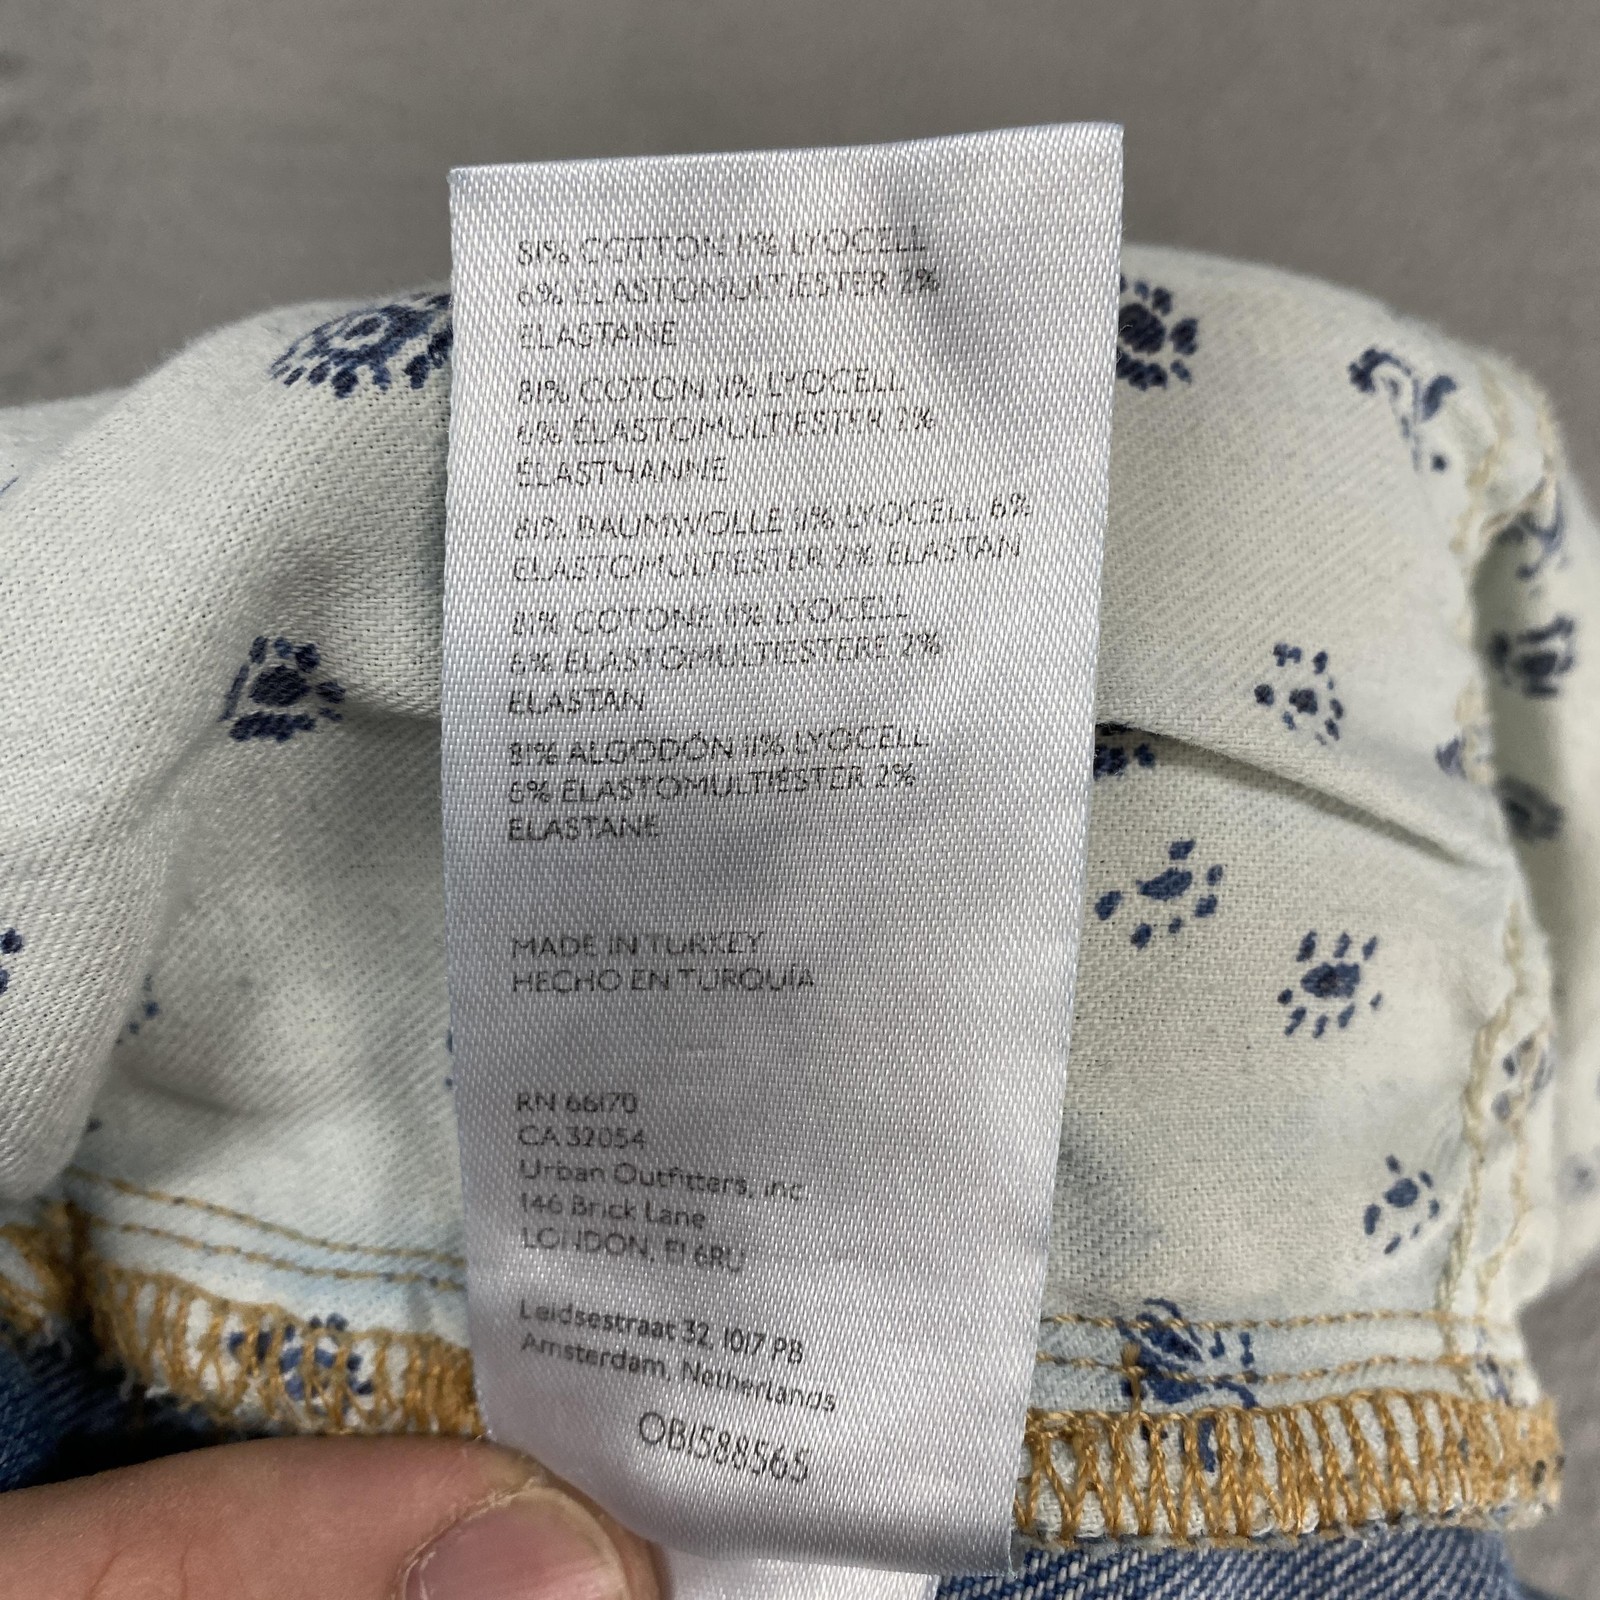 81% COTTON 11% LYOCELL
6% ELASTOMULTIESTER 2%
ELASTANE
81% COTON 11% LYOCELL
6% ÉLASTOMULTIESTER 2%
ÉLASTHANNE
81% BAUMWOLLE 11% LYOCELL 6%
ELASTOMULTIESTER 2% ELASTAN
81% COTONE 11% LYOCELL
6% ELASTOMULTIESTERE 2%
ELASTAN
81% ALGODÓN 11% LYOCELL
6% ELASTOMULTIESTER 2%
ELASTANE
MADE IN TURKEY
HECHO EN TURQUÍA
RN 66170
CA 32054
Urban Outfitters, inc
146 Brick Lane
LONDON, E1 6RU
Leidsestraat 32, 1017 PB
Amsterdam, Netherlands
OB1588565